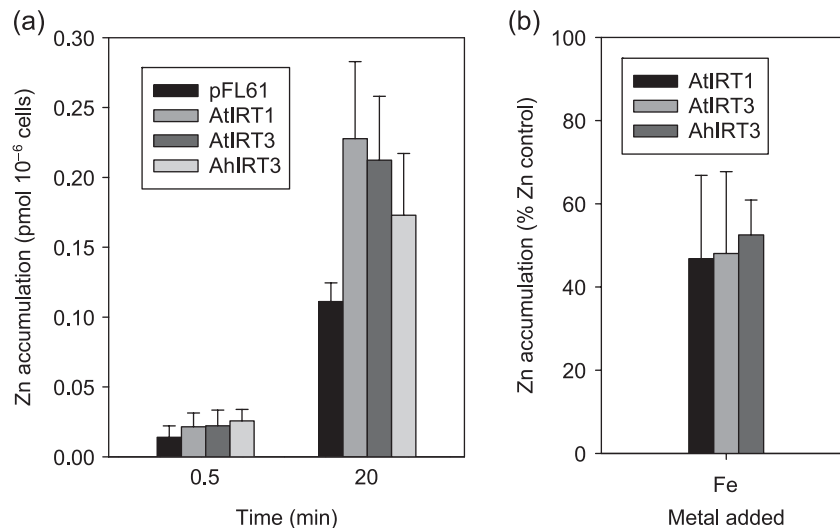 (a)
Zn accumulation (pmol 10⁻⁶ cells)
0.30
0.25
0.20
0.15
0.10
0.05
0.00
pFL61
AtIRT1
AtIRT3
AhIRT3
0.5
20
Time (min)
(b)
Zn accumulation (% Zn control)
100
80
60
40
20
0
AtIRT1
AtIRT3
AhIRT3
Fe
Metal added